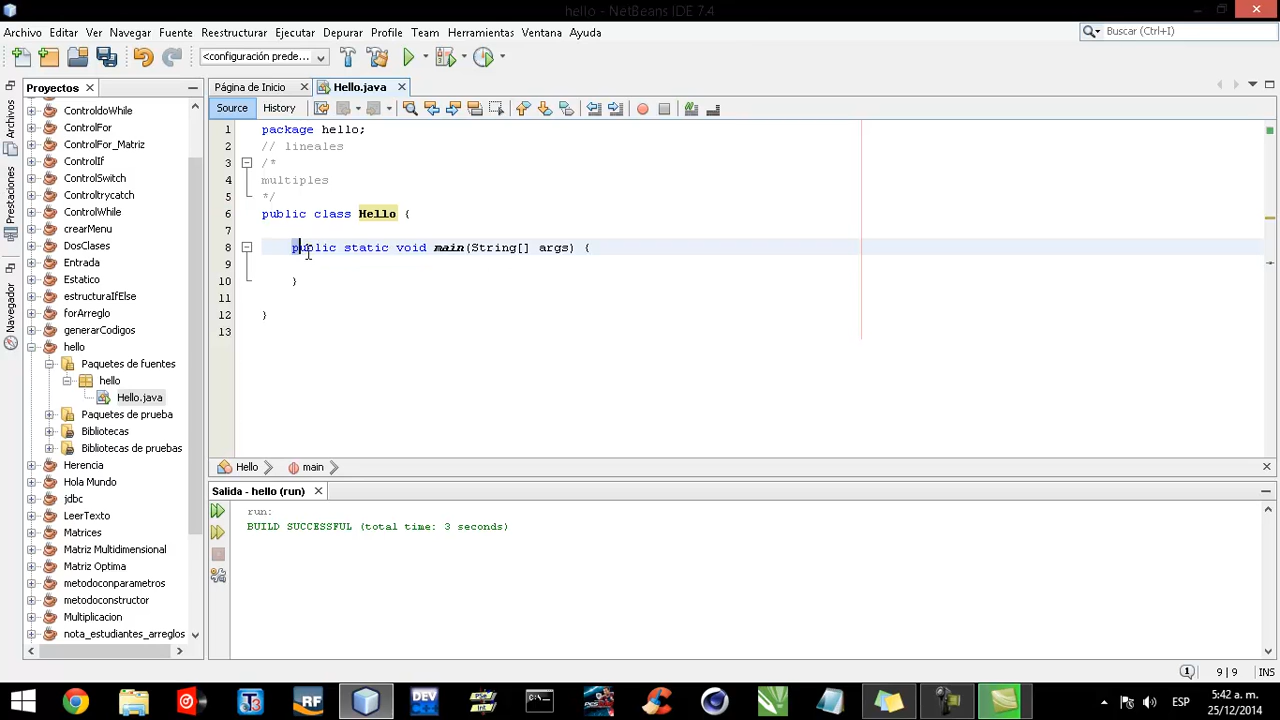 hello - NetBeans IDE 7.4
Archivo Editar Ver Navegar Fuente Reestructurar Ejecutar Depurar Profile Team Herramientas Ventana Ayuda
Buscar (Ctrl+I)
<configuración prede...
Proyectos
Página de Inicio
Hello.java
Source
History
Archivos
Prestaciones
Navegador
ControldoWhile
ControlFor
ControlFor_Matriz
ControlIf
ControlSwitch
Controltrycatch
ControlWhile
crearMenu
DosClases
Entrada
Estatico
estructuraIfElse
forArreglo
generarCodigos
hello
Paquetes de fuentes
hello
Hello.java
Paquetes de prueba
Bibliotecas
Bibliotecas de pruebas
Herencia
Hola Mundo
jdbc
LeerTexto
Matrices
Matriz Multidimensional
Matriz Optima
metodoconparametros
metodoconstructor
Multiplicacion
nota_estudiantes_arreglos
1 package hello;
2 // lineales
3 /*
4 multiples
5 */
6 public class Hello {
7
8 public static void main(String[] args) {
9
10 }
11
12 }
13
Hello main
Salida - hello (run)
run:
BUILD SUCCESSFUL (total time: 3 seconds)
1 9 | 9 INS
RF
DEV
ESP
5:42 a. m.
25/12/2014